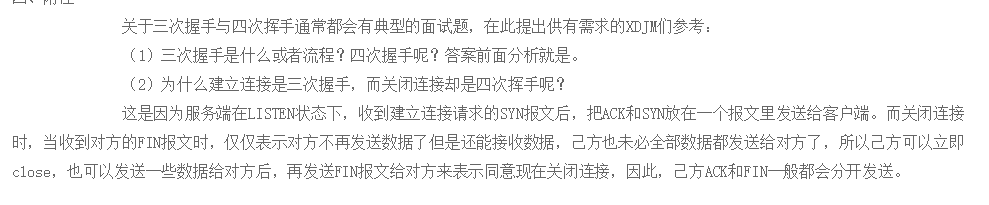 关于三次握手与四次挥手通常都会有典型的面试题，在此提出供有需求的XDJM们参考：
（1）三次握手是什么或者流程？四次握手呢？答案前面分析就是。
（2）为什么建立连接是三次握手，而关闭连接却是四次挥手呢？
这是因为服务端在LISTEN状态下，收到建立连接请求的SYN报文后，把ACK和SYN放在一个报文里发送给客户端。而关闭连接
时，当收到对方的FIN报文时，仅仅表示对方不再发送数据了但是还能接收数据，己方也未必全部数据都发送给对方了，所以己方可以立即
close，也可以发送一些数据给对方后，再发送FIN报文给对方来表示同意现在关闭连接，因此，己方ACK和FIN一般都会分开发送。